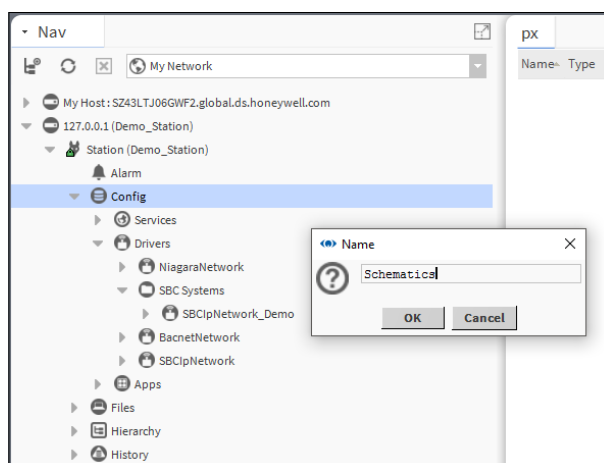 Nav
px
My Network
Name Type
My Host : SZ43LTJ06GWF2.global.ds.honeywell.com
127.0.0.1 (Demo_Station)
Station (Demo_Station)
Alarm
Config
Services
Drivers
NiagaraNetwork
SBC Systems
SBCIpNetwork_Demo
BacnetNetwork
SBCIpNetwork
Apps
Files
Hierarchy
History
Name
Schematics
OK Cancel